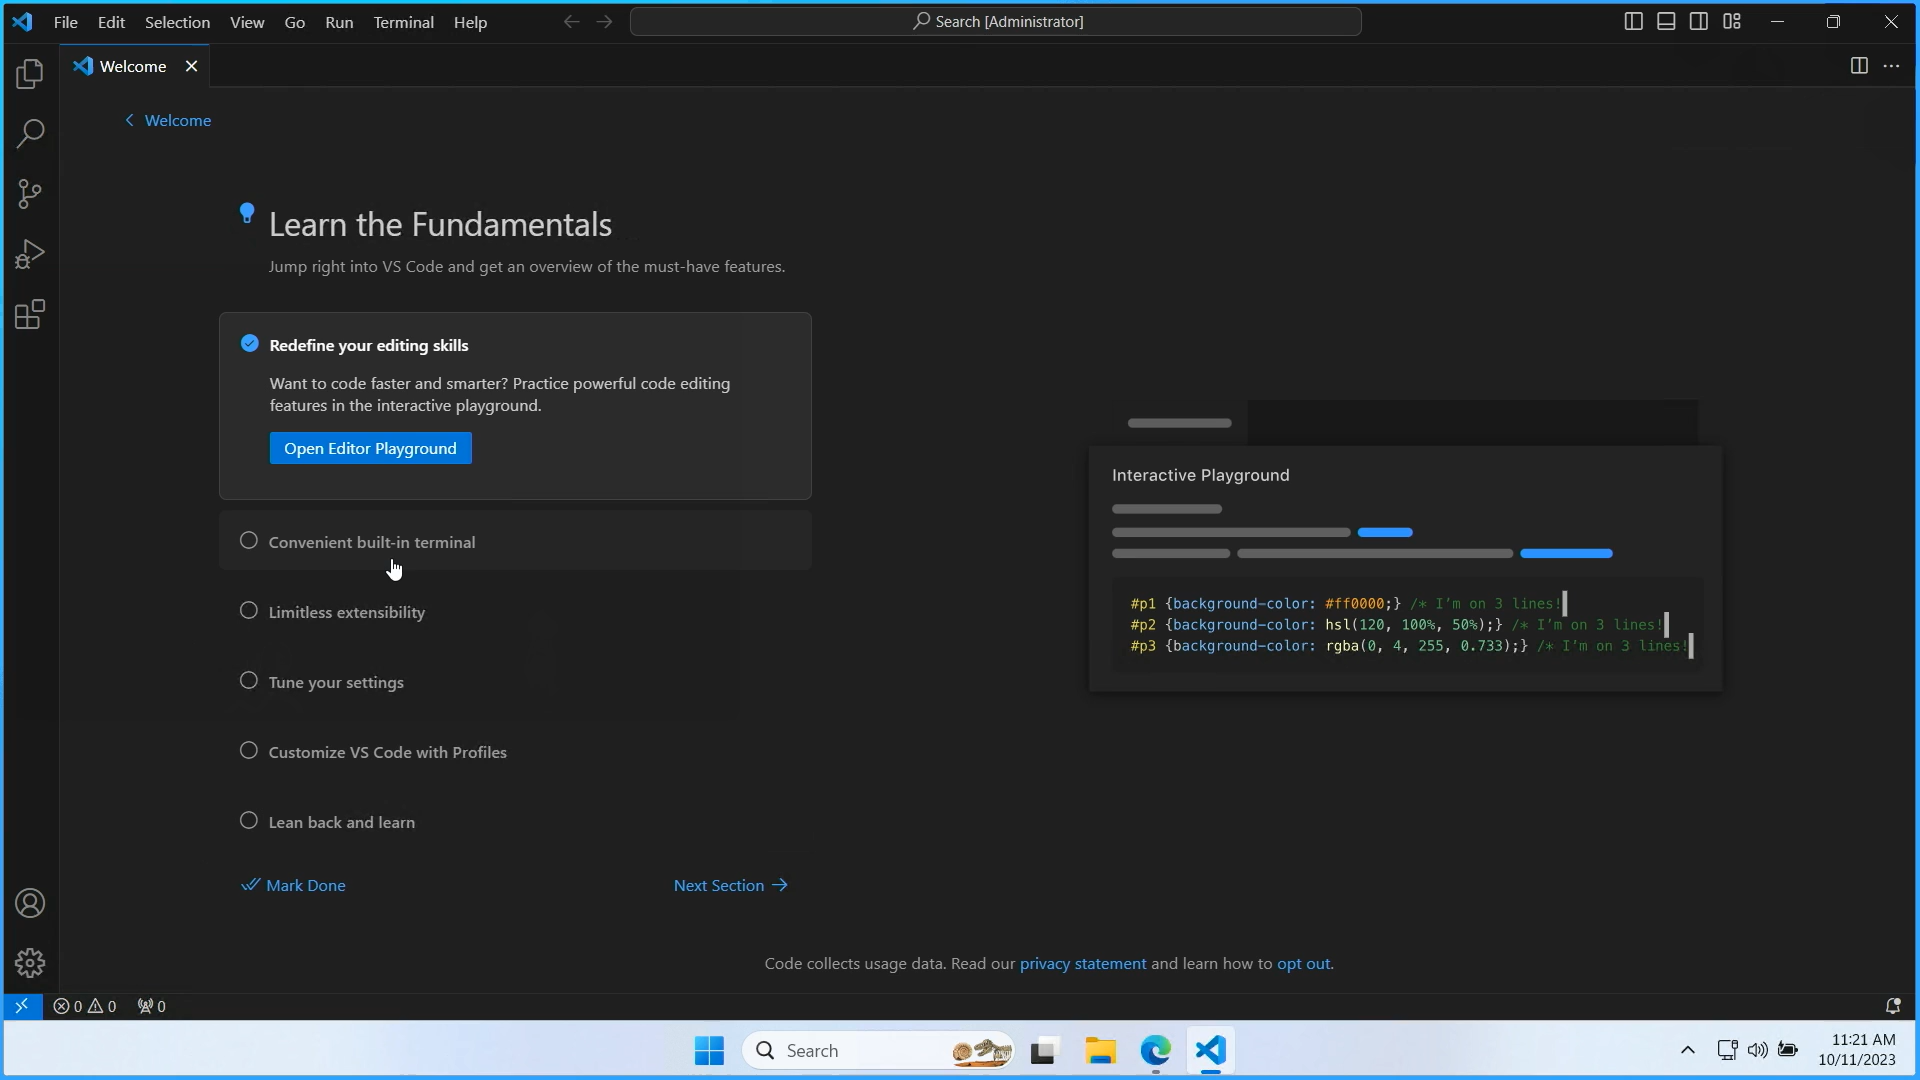 File Edit Selection View Go Run Terminal Help
Search [Administrator]
Welcome
Welcome
Learn the Fundamentals
Jump right into VS Code and get an overview of the must-have features.
Redefine your editing skills
Want to code faster and smarter? Practice powerful code editing
features in the interactive playground.
Open Editor Playground
Convenient built-in terminal
Limitless extensibility
Tune your settings
Customize VS Code with Profiles
Lean back and learn
Mark Done
Next Section
Interactive Playground
#p1 {background-color: #ff0000;} /* I'm on 3 lines!
#p2 {background-color: hsl(120, 100%, 50%);} /* I'm on 3 lines!
#p3 {background-color: rgba(0, 4, 255, 0.733);} /* I'm on 3 lines!
Code collects usage data. Read our privacy statement and learn how to opt out.
0 0 0
Search
11:21 AM
10/11/2023